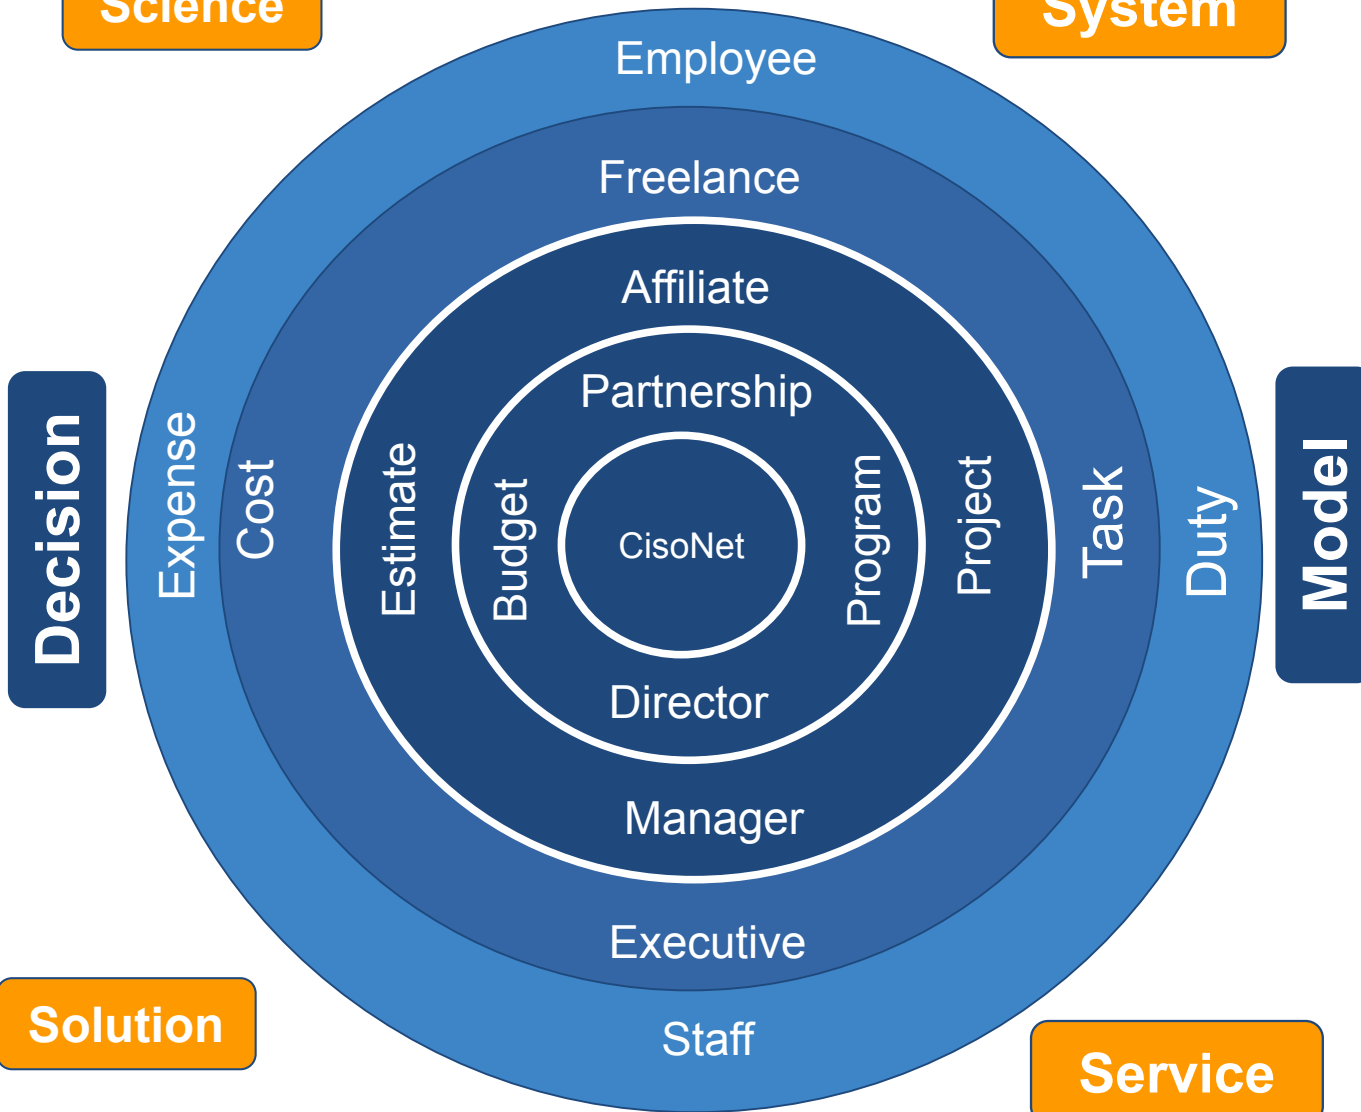 Science
System
Employee
Freelance
Affiliate
Partnership
Decision
Expense
Cost
Estimate
Budget
CisoNet
Program
Project
Task
Duty
Model
Director
Manager
Executive
Solution
Staff
Service